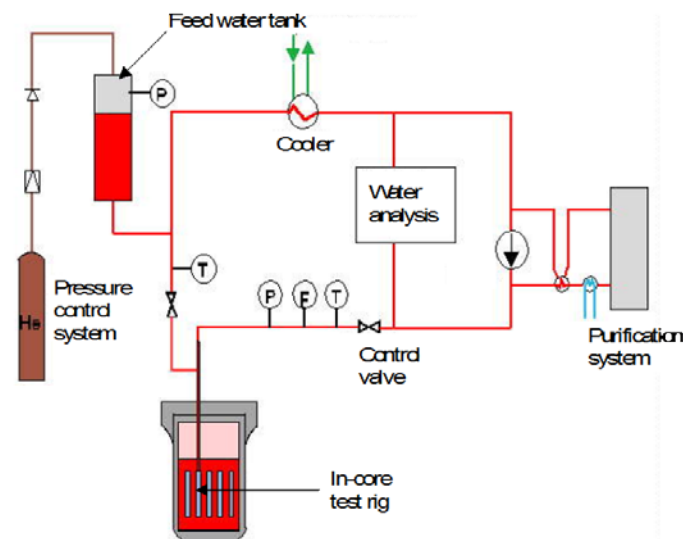 Feed water tank
P
Cooler
Water
analysis
T
Pressure
control
system
He
P
F
T
Control
valve
Purification
system
In-core
test rig